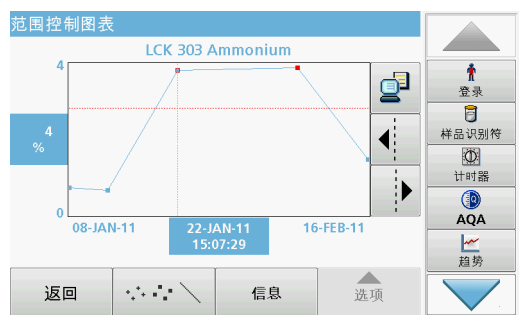 范围控制图表
LCK 303 Ammonium
4
4
%
0
08-JAN-11
22-JAN-11
15:07:29
16-FEB-11
返回
信息
选项
登录
样品识别符
计时器
AQA
趋势